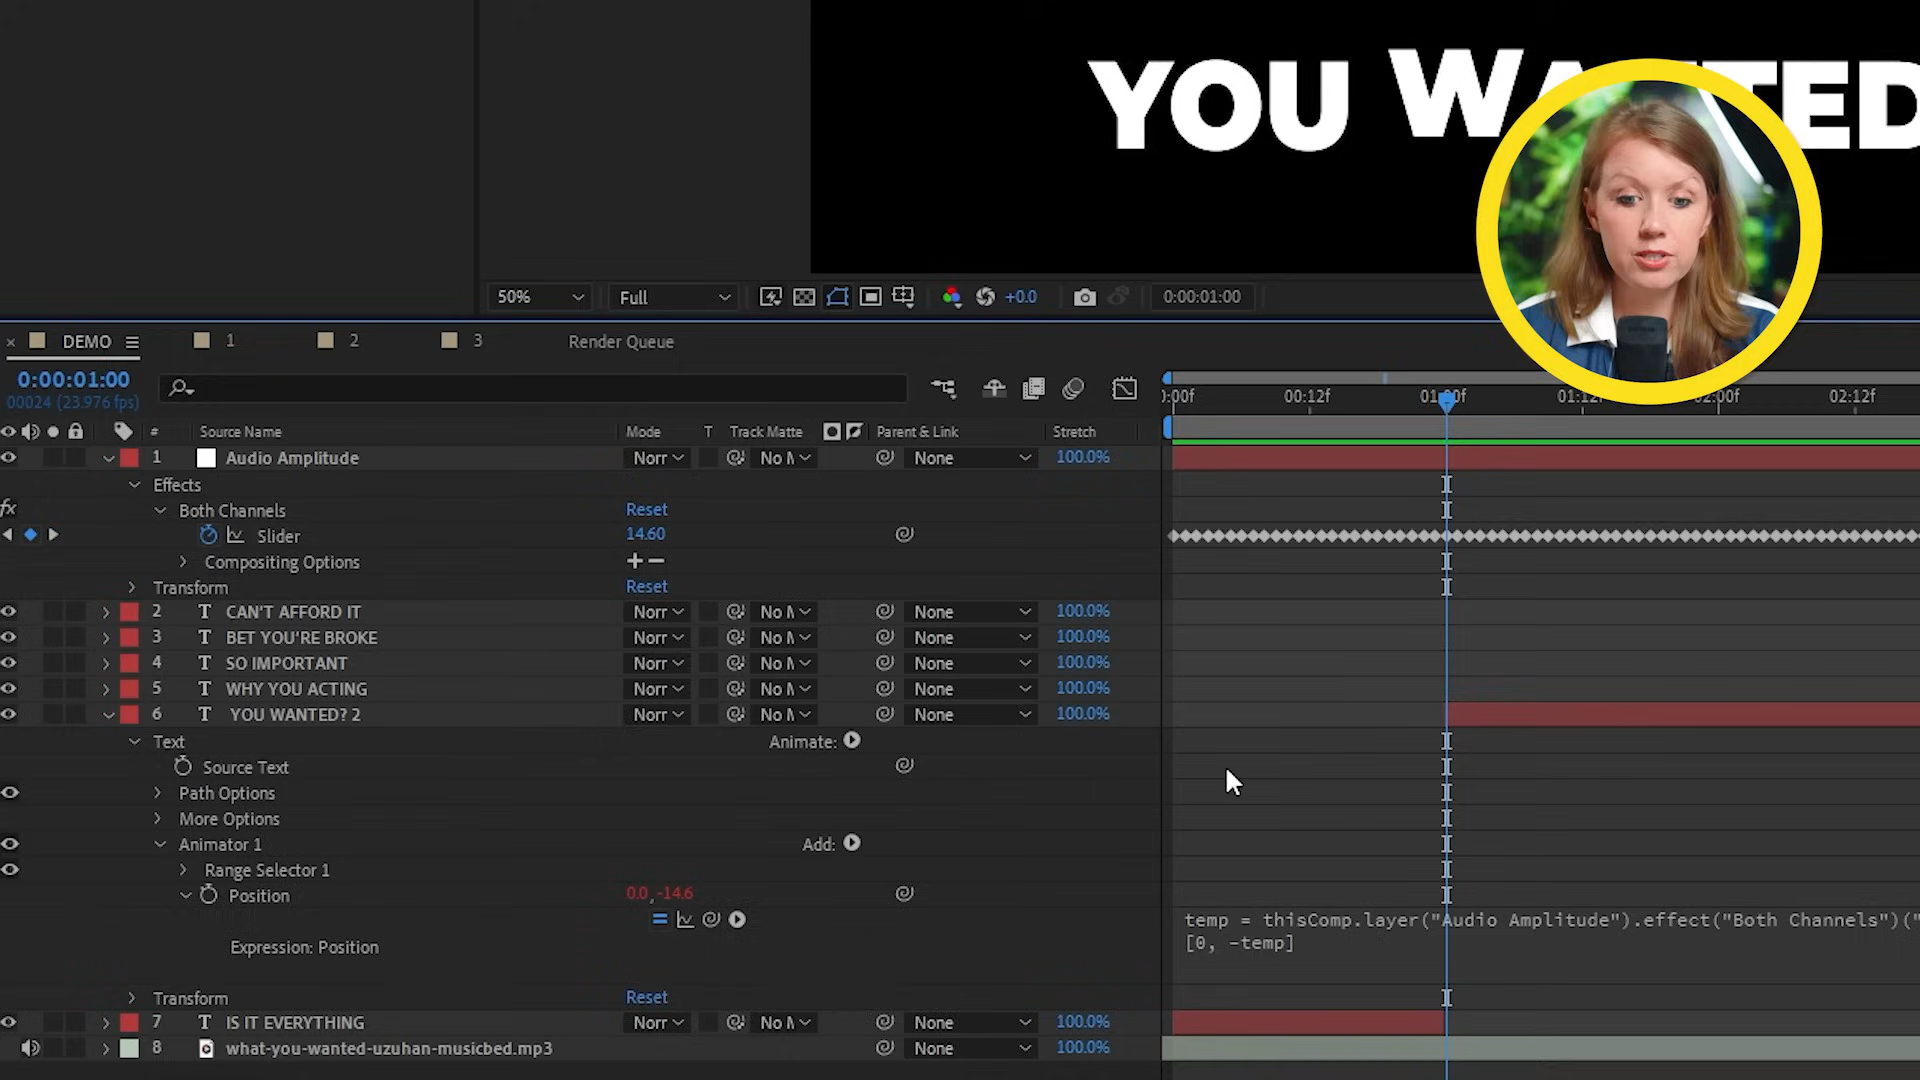 YOU WANTED
50% Full +0.0 0:00:01:00
DEMO 1 2 3 Render Queue
0:00:01:00
00024 (23.976 fps)
:00f 00:12f 01:00f 01:12f 02:00f 02:12f
# Source Name Mode T Track Matte Parent & Link Stretch
1 Audio Amplitude Norr No M None 100.0%
Effects
fx Both Channels Reset
Slider 14.60
Compositing Options
Transform Reset
2 T CAN'T AFFORD IT Norr No M None 100.0%
3 T BET YOU'RE BROKE Norr No M None 100.0%
4 T SO IMPORTANT Norr No M None 100.0%
5 T WHY YOU ACTING Norr No M None 100.0%
6 T YOU WANTED? 2 Norr No M None 100.0%
Text Animate:
Source Text
Path Options
More Options
Animator 1 Add:
Range Selector 1
Position 0.0,-14.6
temp = thisComp.layer("Audio Amplitude").effect("Both Channels")("
Expression: Position [0, -temp]
Transform Reset
7 T IS IT EVERYTHING Norr No M None 100.0%
8 what-you-wanted-uzuhan-musicbed.mp3 None 100.0%